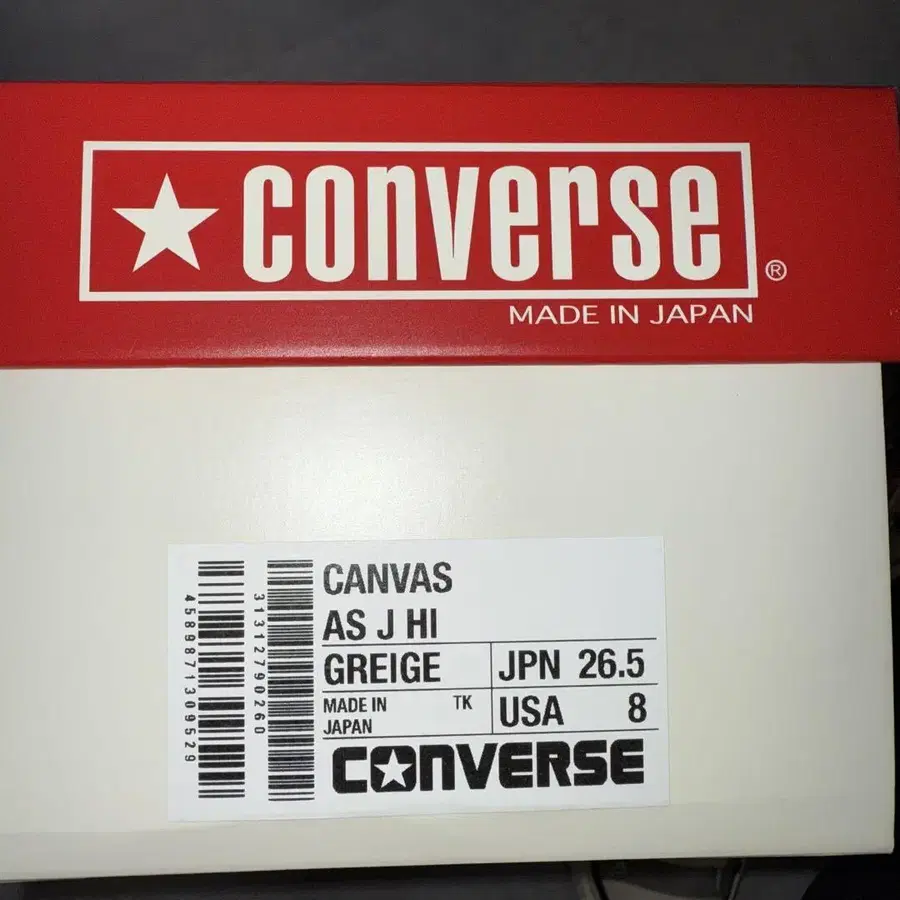 converse®
MADE IN JAPAN
4589871309529
31312790260
CANVAS
AS J HI
GREIGE
JPN 26.5
MADE IN
JAPAN
TK
USA 8
CONVERSE